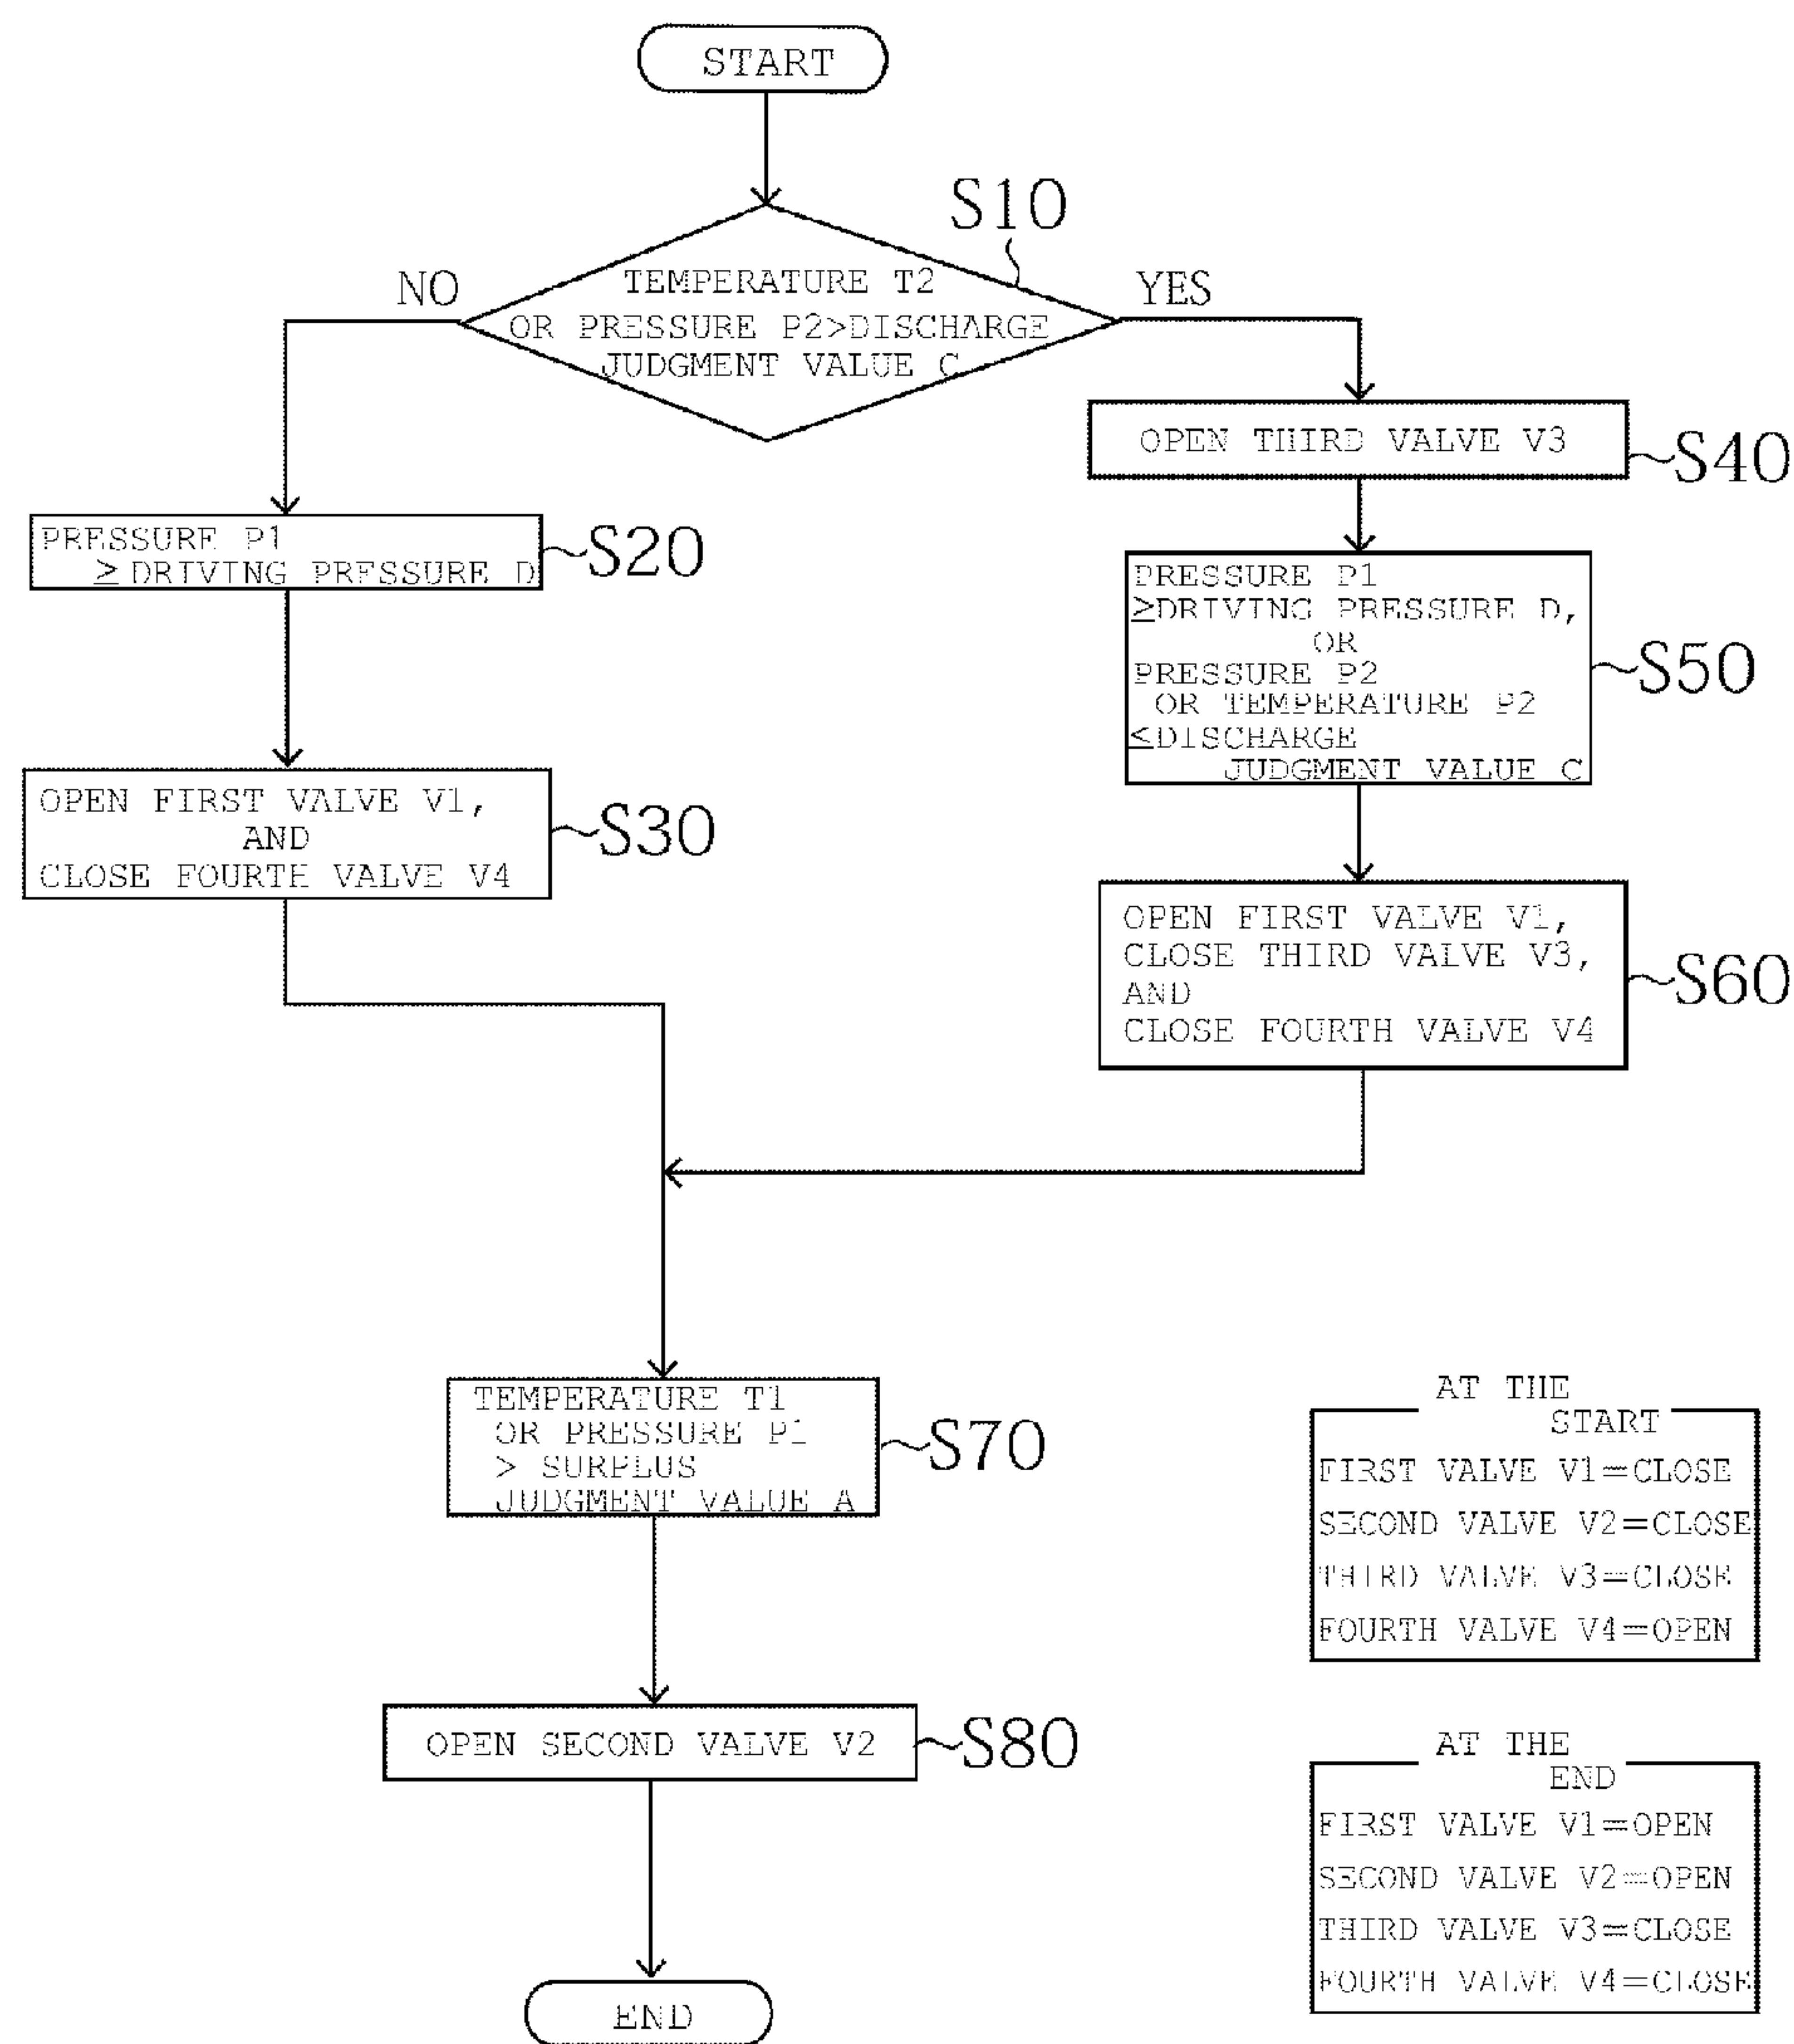 START
S10
NO
YES
TEMPERATURE T2
OR PRESSURE P2>DISCHARGE
JUDGMENT VALUE C
OPEN THIRD VALVE V3
S40
PRESSURE P1
≥DRIVING PRESSURE D
S20
PRESSURE P1
≥DRIVING PRESSURE D,
OR
PRESSURE P2
OR TEMPERATURE P2
≤DISCHARGE
JUDGMENT VALUE C
S50
OPEN FIRST VALVE V1,
AND
CLOSE FOURTH VALVE V4
S30
OPEN FIRST VALVE V1,
CLOSE THIRD VALVE V3,
AND
CLOSE FOURTH VALVE V4
S60
TEMPERATURE T1
OR PRESSURE P1
> SURPLUS
JUDGMENT VALUE A
S70
OPEN SECOND VALVE V2
S80
END
AT THE
START
FIRST VALVE V1=CLOSE
SECOND VALVE V2=CLOSE
THIRD VALVE V3=CLOSE
FOURTH VALVE V4=OPEN
AT THE
END
FIRST VALVE V1=OPEN
SECOND VALVE V2=OPEN
THIRD VALVE V3=CLOSE
FOURTH VALVE V4=CLOSE